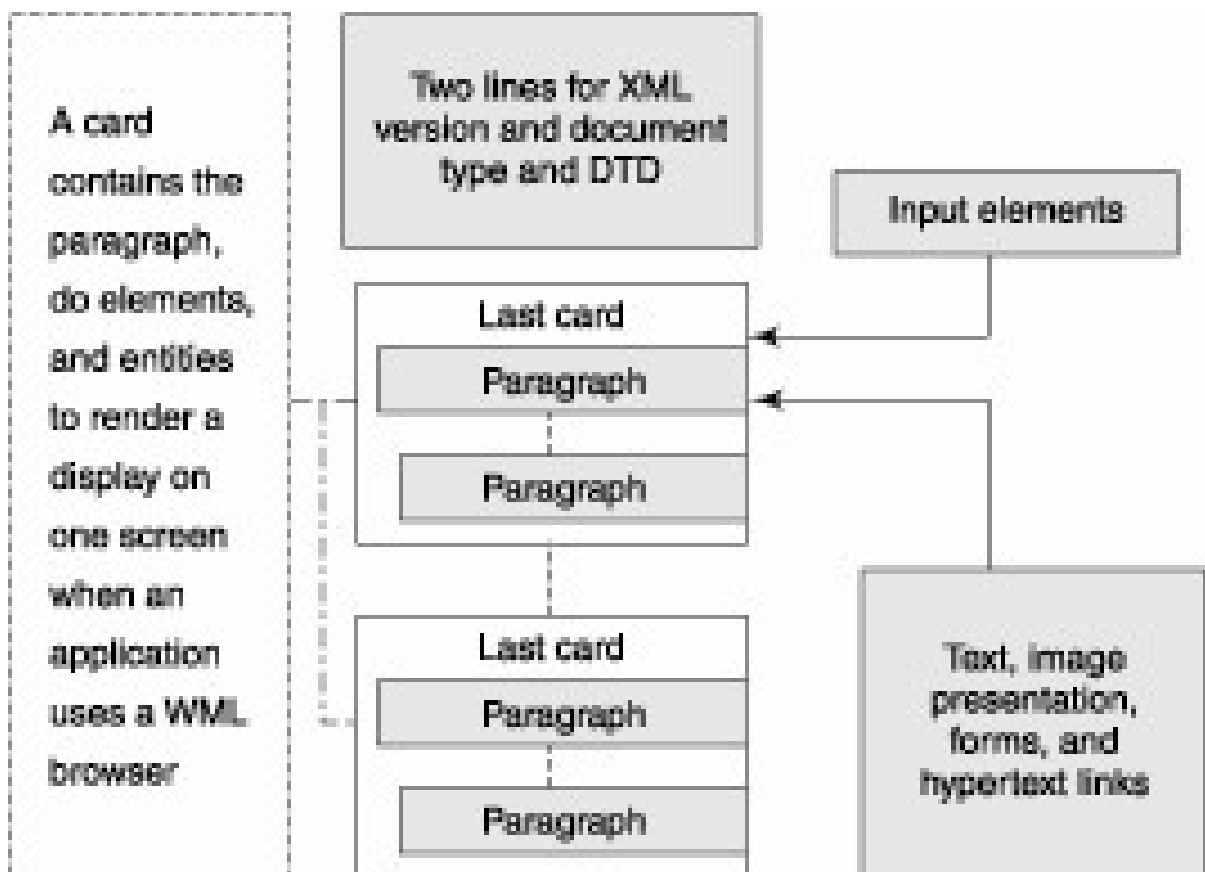 A card
contains the
paragraph,
do elements,
and entities
to render a
display on
one screen
when an
application
uses a WML
browser
Two lines for XML
version and document
type and DTD
Input elements
Last card
Paragraph
Paragraph
Last card
Paragraph
Paragraph
Text, image
presentation,
forms, and
hypertext links